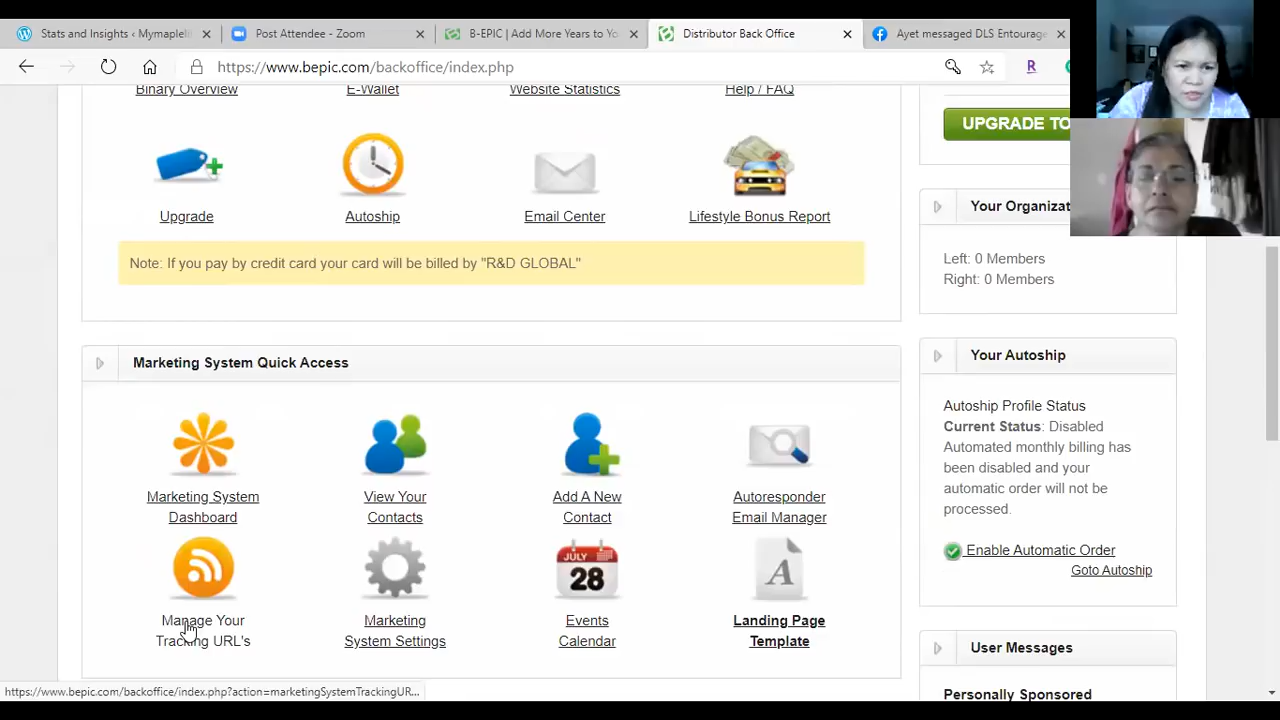 Stats and Insights ‹ Mymapleli
Post Attendee - Zoom
B-EPIC | Add More Years to Yo
Distributor Back Office
Ayet messaged DLS Entourage
https://www.bepic.com/backoffice/index.php
Binary Overview
E-Wallet
Website Statistics
Help / FAQ
UPGRADE TO
Upgrade
Autoship
Email Center
Lifestyle Bonus Report
Note: If you pay by credit card your card will be billed by "R&D GLOBAL"
Your Organizat
Left: 0 Members
Right: 0 Members
Marketing System Quick Access
Marketing System
Dashboard
View Your
Contacts
Add A New
Contact
Autoresponder
Email Manager
JULY
28
A
Manage Your
Tracking URL's
Marketing
System Settings
Events
Calendar
Landing Page
Template
Your Autoship
Autoship Profile Status
Current Status: Disabled
Automated monthly billing has
been disabled and your
automatic order will not be
processed.
Enable Automatic Order
Goto Autoship
User Messages
Personally Sponsored
https://www.bepic.com/backoffice/index.php?action=marketingSystemTrackingUR...